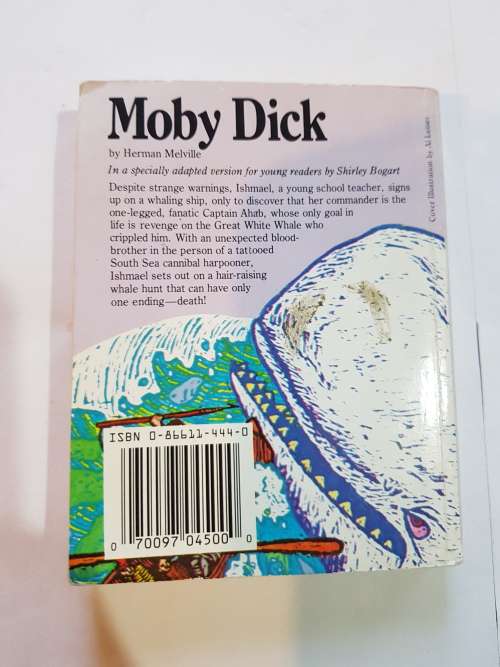 Moby Dick
by Herman Melville
In a specially adapted version for young readers by Shirley Bogart
Despite strange warnings, Ishmael, a young school teacher, signs
up on a whaling ship, only to discover that her commander is the
one-legged, fanatic Captain Ahab, whose only goal in
life is revenge on the Great White Whale who
crippled him. With an unexpected blood-
brother in the person of a tattooed
South Sea cannibal harpooner,
Ishmael sets out on a hair-raising
whale hunt that can have only
one ending—death!
Cover Illustration by Al Leiner
ISBN 0-86611-444-0
0 70097 04500 0